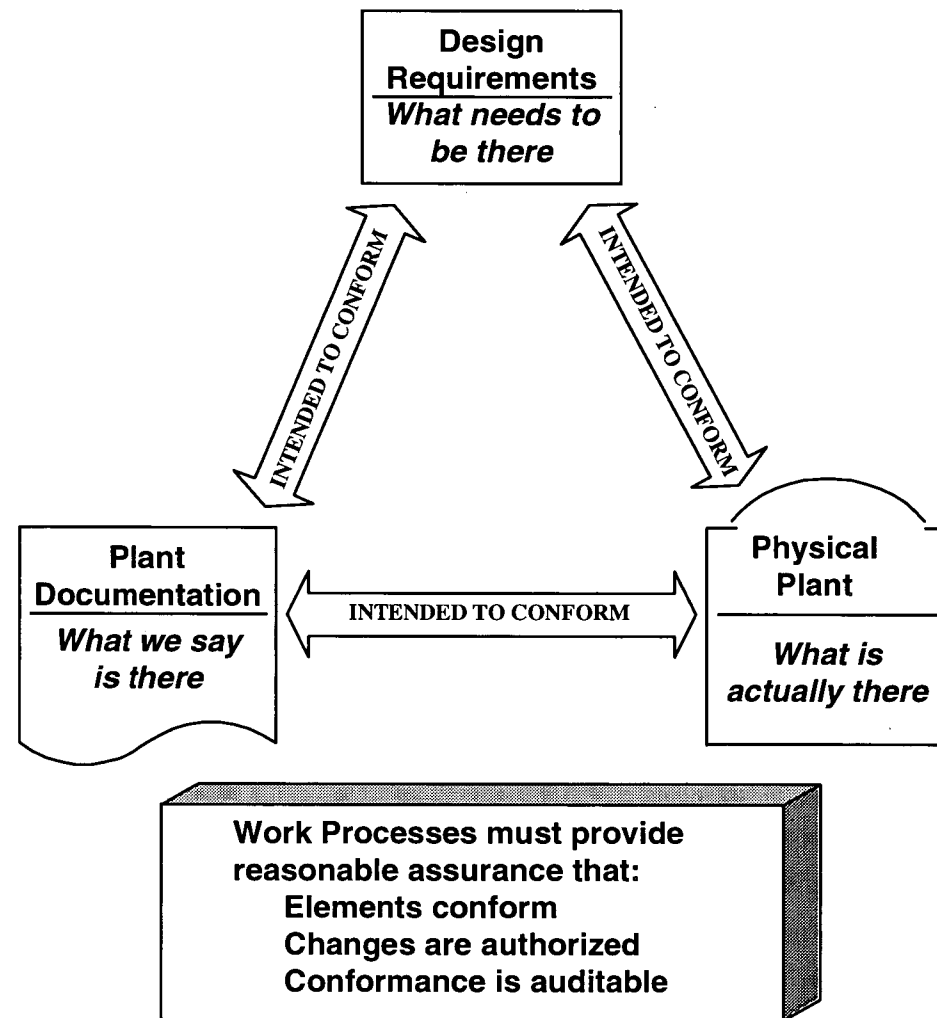 Design
Requirements
What needs to
be there
INTENDED TO CONFORM
INTENDED TO CONFORM
Plant
Documentation
What we say
is there
INTENDED TO CONFORM
Physical
Plant
What is
actually there
Work Processes must provide
reasonable assurance that:
Elements conform
Changes are authorized
Conformance is auditable